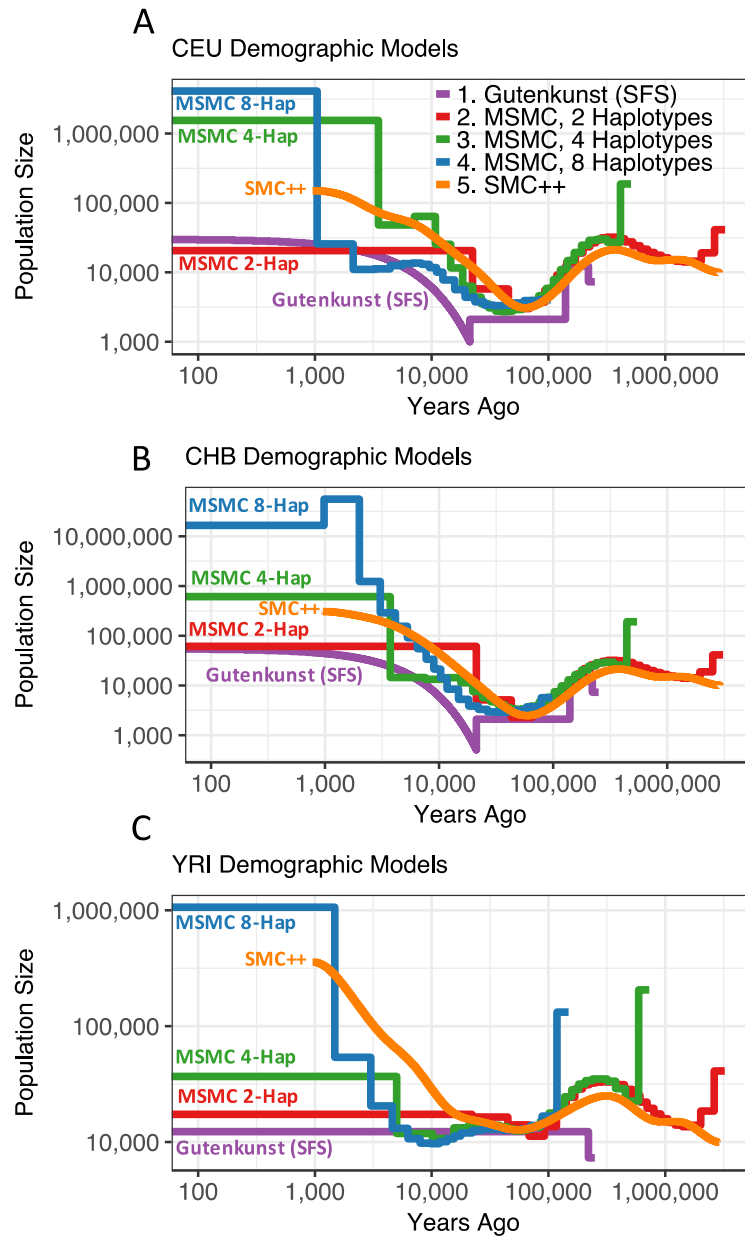 A
CEU Demographic Models
MSMC 8-Hap
MSMC 4-Hap
SMC++
MSMC 2-Hap
Gutenkunst (SFS)
1. Gutenkunst (SFS)
2. MSMC, 2 Haplotypes
3. MSMC, 4 Haplotypes
4. MSMC, 8 Haplotypes
5. SMC++
Population Size
1,000,000
100,000
10,000
1,000
100 1,000 10,000 100,000 1,000,000
Years Ago
B
CHB Demographic Models
MSMC 8-Hap
MSMC 4-Hap
SMC++
MSMC 2-Hap
Gutenkunst (SFS)
Population Size
10,000,000
1,000,000
100,000
10,000
1,000
100 1,000 10,000 100,000 1,000,000
Years Ago
C
YRI Demographic Models
MSMC 8-Hap
SMC++
MSMC 4-Hap
MSMC 2-Hap
Gutenkunst (SFS)
Population Size
1,000,000
100,000
10,000
100 1,000 10,000 100,000 1,000,000
Years Ago